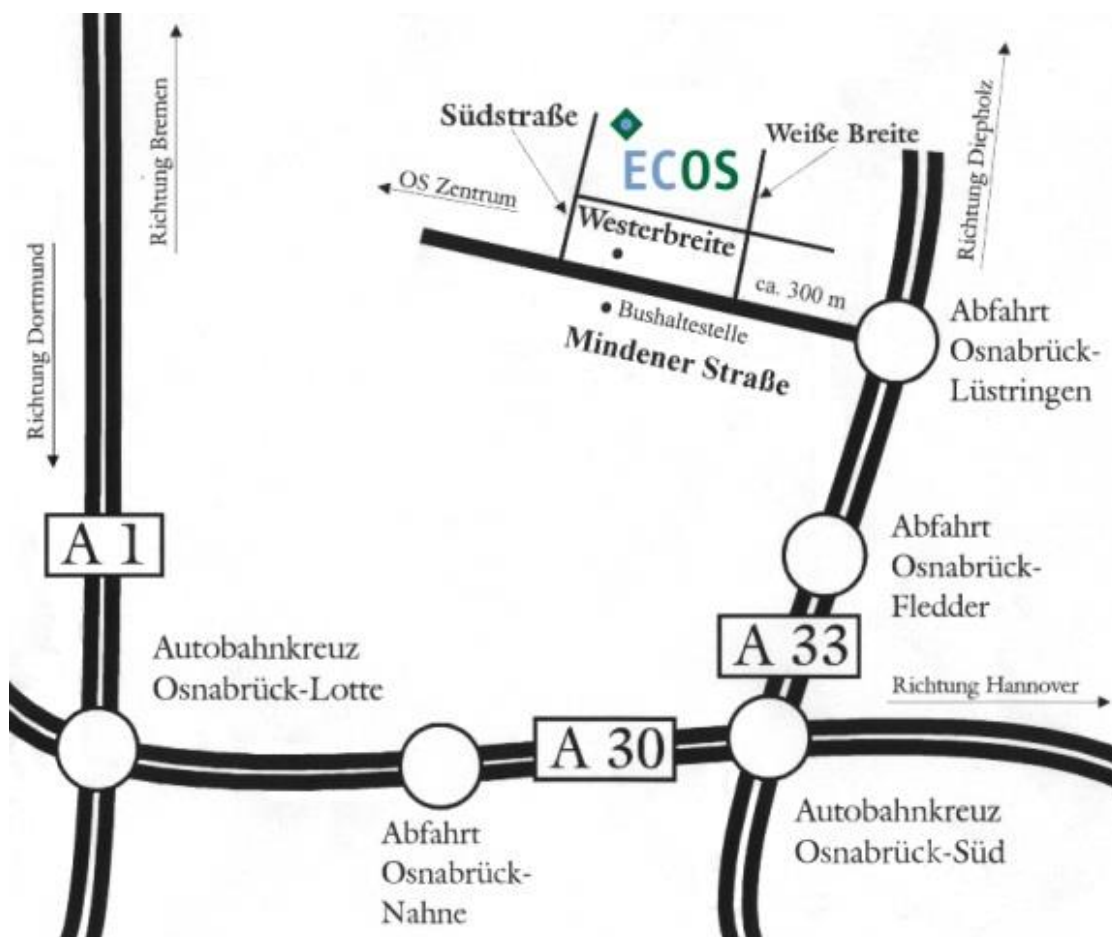 Richtung Bremen
Richtung Dortmund
Südstraße
ECOS
Weiße Breite
OS Zentrum
Westerbreite
Richtung Diepholz
ca. 300 m
Bushaltestelle
Mindener Straße
Abfahrt
Osnabrück-
Lüstringen
A 1
Abfahrt
Osnabrück-
Fledder
A 33
Autobahnkreuz
Osnabrück-Lotte
Richtung Hannover
A 30
Abfahrt
Osnabrück-
Nahne
Autobahnkreuz
Osnabrück-Süd